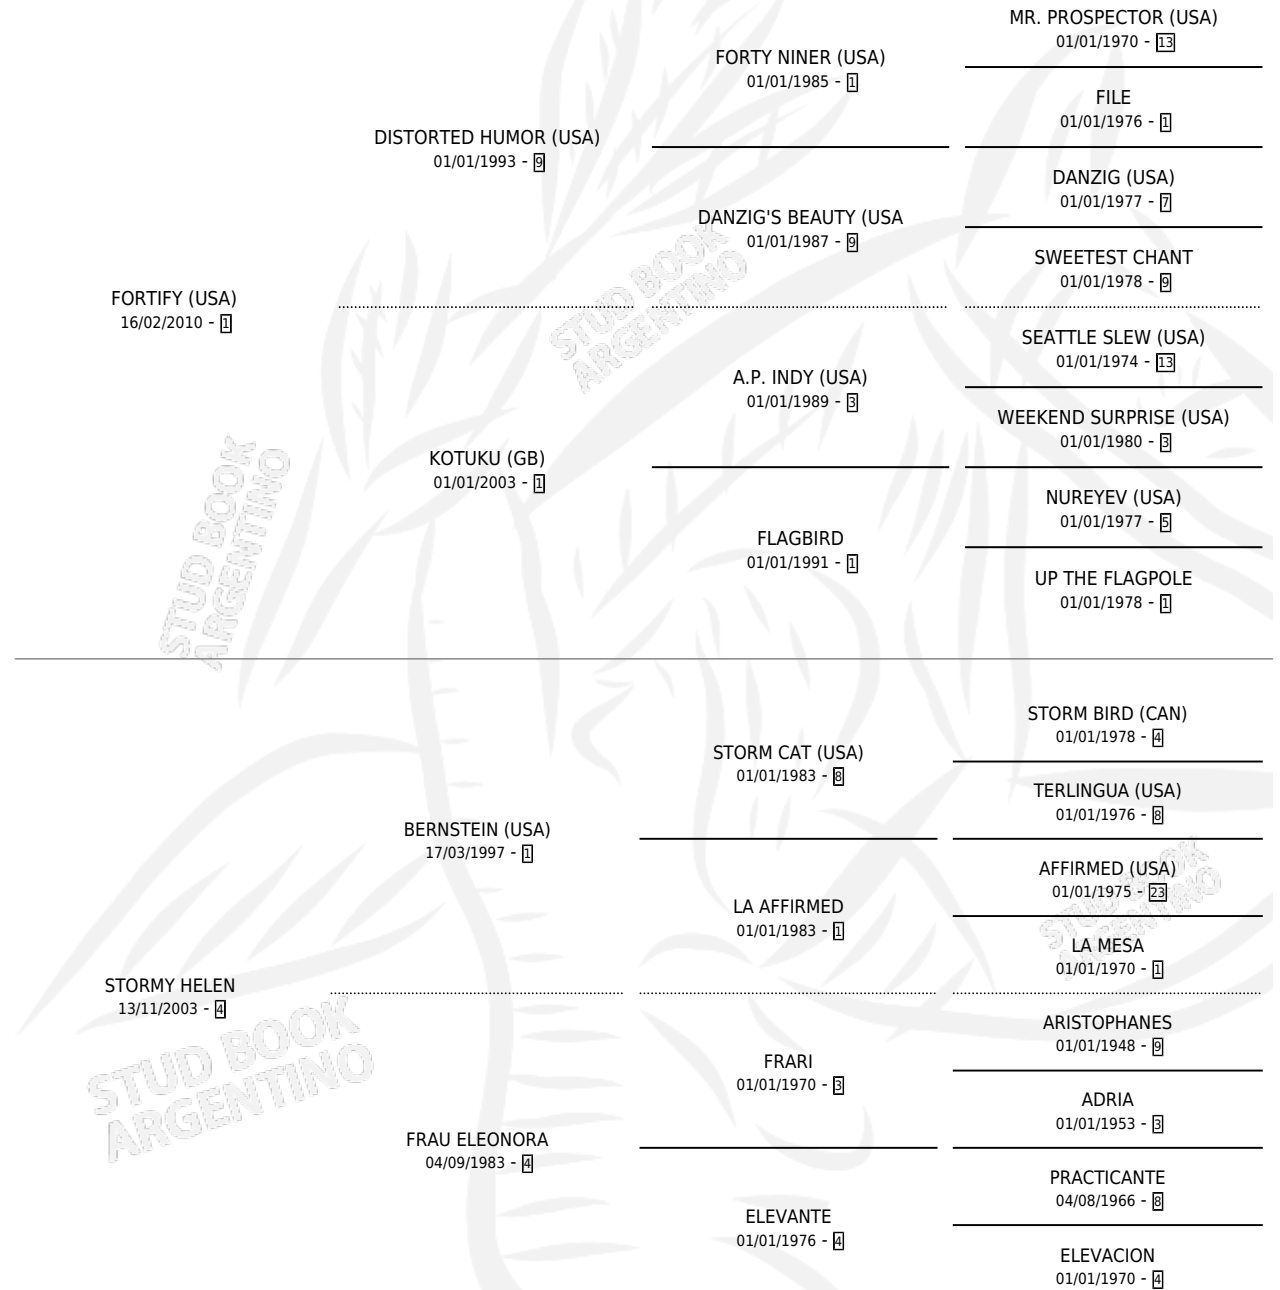 MR. PROSPECTOR (USA)
01/01/1970 - 13
FORTY NINER (USA)
01/01/1985 - 1
FILE
01/01/1976 - 1
DISTORTED HUMOR (USA)
01/01/1993 - 9
DANZIG (USA)
01/01/1977 - 7
DANZIG'S BEAUTY (USA
01/01/1987 - 9
SWEETEST CHANT
01/01/1978 - 9
FORTIFY (USA)
16/02/2010 - 1
SEATTLE SLEW (USA)
01/01/1974 - 13
A.P. INDY (USA)
01/01/1989 - 3
WEEKEND SURPRISE (USA)
01/01/1980 - 3
KOTUKU (GB)
01/01/2003 - 1
NUREYEV (USA)
01/01/1977 - 5
FLAGBIRD
01/01/1991 - 1
UP THE FLAGPOLE
01/01/1978 - 1
STUD BOOK
ARGENTINO
STUD BOOK
ARGENTINO
STORM BIRD (CAN)
01/01/1978 - 4
STORM CAT (USA)
01/01/1983 - 8
TERLINGUA (USA)
01/01/1976 - 8
BERNSTEIN (USA)
17/03/1997 - 1
AFFIRMED (USA)
01/01/1975 - 23
LA AFFIRMED
01/01/1983 - 1
LA MESA
01/01/1970 - 1
STORMY HELEN
13/11/2003 - 4
ARISTOPHANES
01/01/1948 - 9
FRARI
01/01/1970 - 3
ADRIA
01/01/1953 - 3
FRAU ELEONORA
04/09/1983 - 4
PRACTICANTE
04/08/1966 - 8
ELEVANTE
01/01/1976 - 4
ELEVACION
01/01/1970 - 4
STUD BOOK
ARGENTINO
STUD BOOK
ARGENTINO